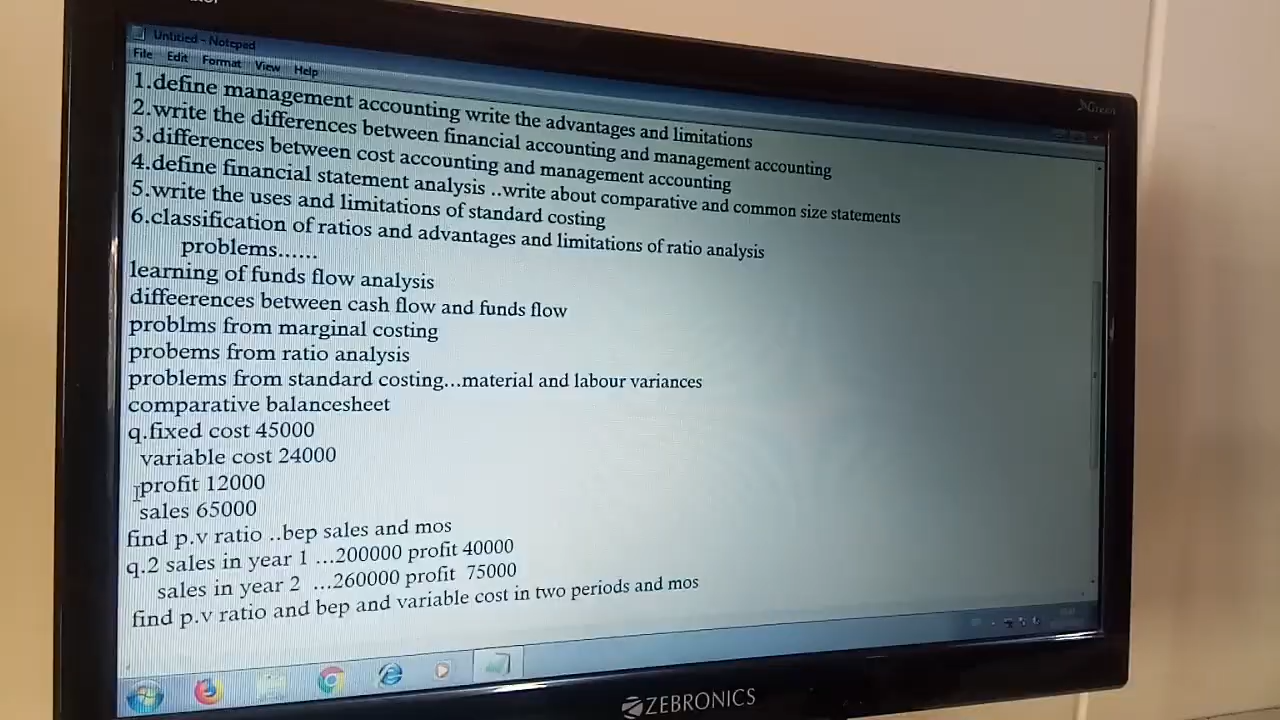 Untitled - Notepad
File Edit Format View Help
1.define management accounting write the advantages and limitations
2.write the differences between financial accounting and management accounting
3.differences between cost accounting and management accounting
4.define financial statement analysis ..write about comparative and common size statements
5.write the uses and limitations of standard costing
6.classification of ratios and advantages and limitations of ratio analysis
problems......
learning of funds flow analysis
diffeerences between cash flow and funds flow
problms from marginal costing
probems from ratio analysis
problems from standard costing...material and labour variances
comparative balancesheet
q.fixed cost 45000
variable cost 24000
profit 12000
sales 65000
find p.v ratio ..bep sales and mos
q.2 sales in year 1 ...200000 profit 40000
sales in year 2 ...260000 profit 75000
find p.v ratio and bep and variable cost in two periods and mos
ZEBRONICS